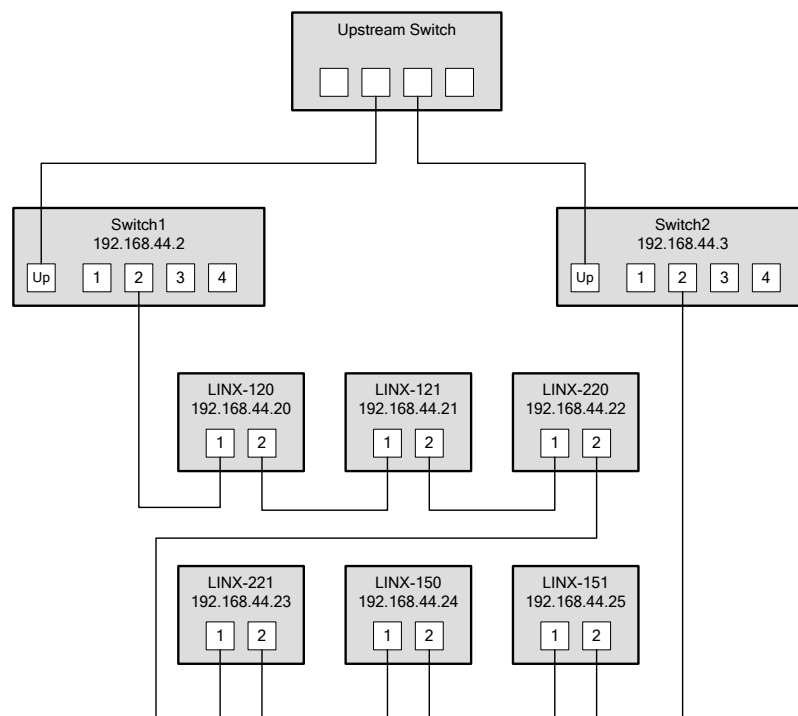 Upstream Switch
Switch1
192.168.44.2
Up 1 2 3 4
Switch2
192.168.44.3
Up 1 2 3 4
LINX-120
192.168.44.20
1 2
LINX-121
192.168.44.21
1 2
LINX-220
192.168.44.22
1 2
LINX-221
192.168.44.23
1 2
LINX-150
192.168.44.24
1 2
LINX-151
192.168.44.25
1 2